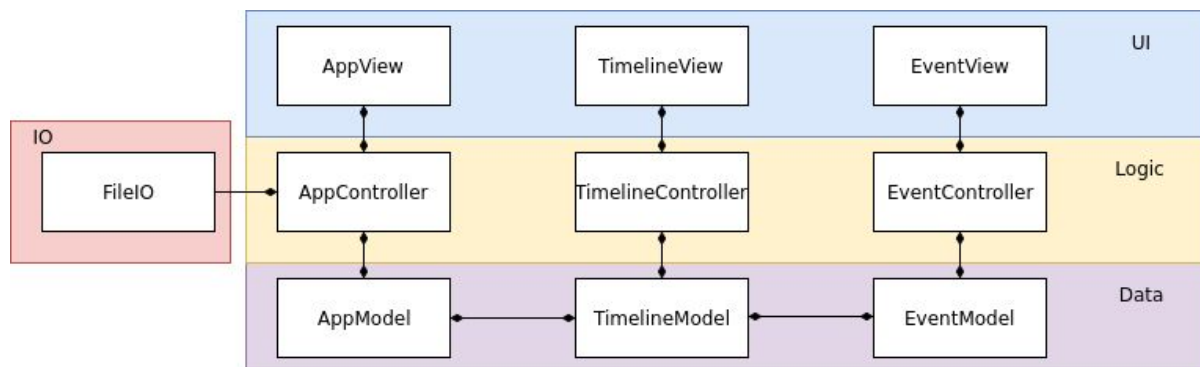 UI
AppView
TimelineView
EventView
IO
Logic
FileIO
AppController
TimelineController
EventController
Data
AppModel
TimelineModel
EventModel